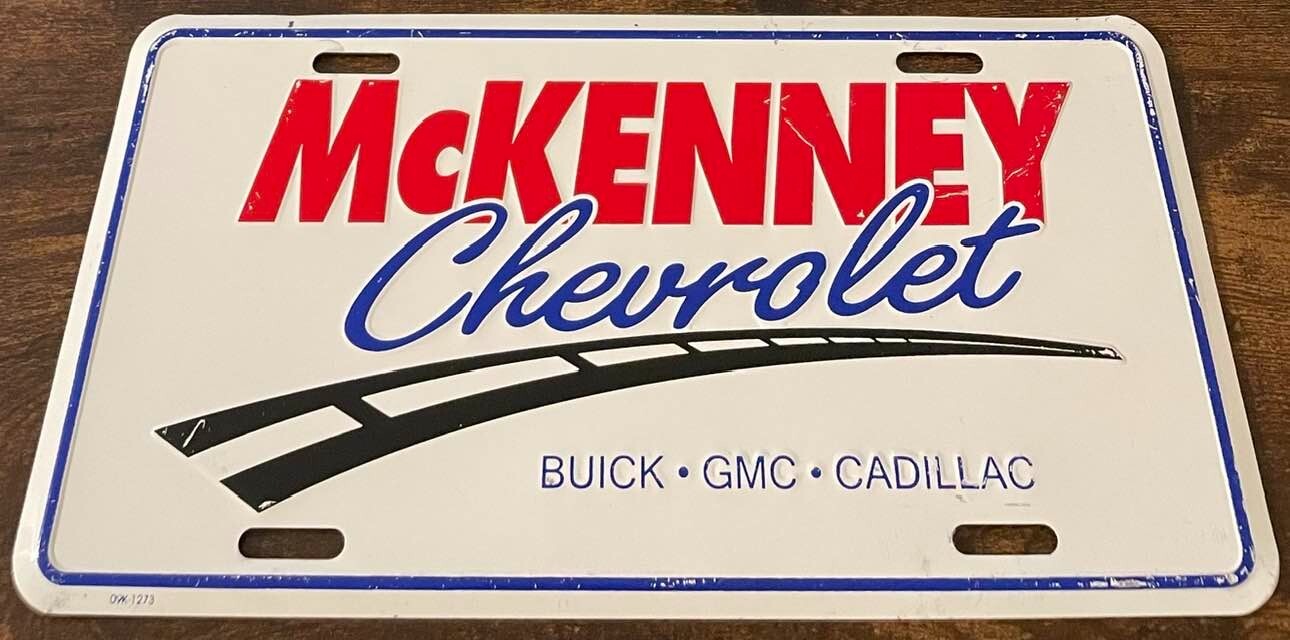 McKENNEY
Chevrolet
BUICK • GMC • CADILLAC